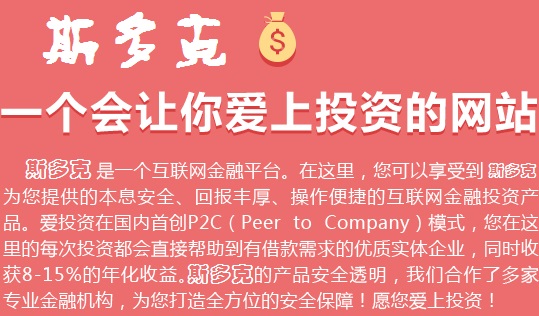 斯多克
一个会让你爱上投资的网站
斯多克是一个互联网金融平台。在这里，您可以享受到斯多克
为您提供的本息安全、回报丰厚、操作便捷的互联网金融投资产
品。爱投资在国内首创P2C（Peer to Company）模式，您在这
里的每次投资都会直接帮助到有借款需求的优质实体企业，同时收
获8-15%的年化收益。斯多克的产品安全透明，我们合作了多家
专业金融机构，为您打造全方位的安全保障！愿您爱上投资！